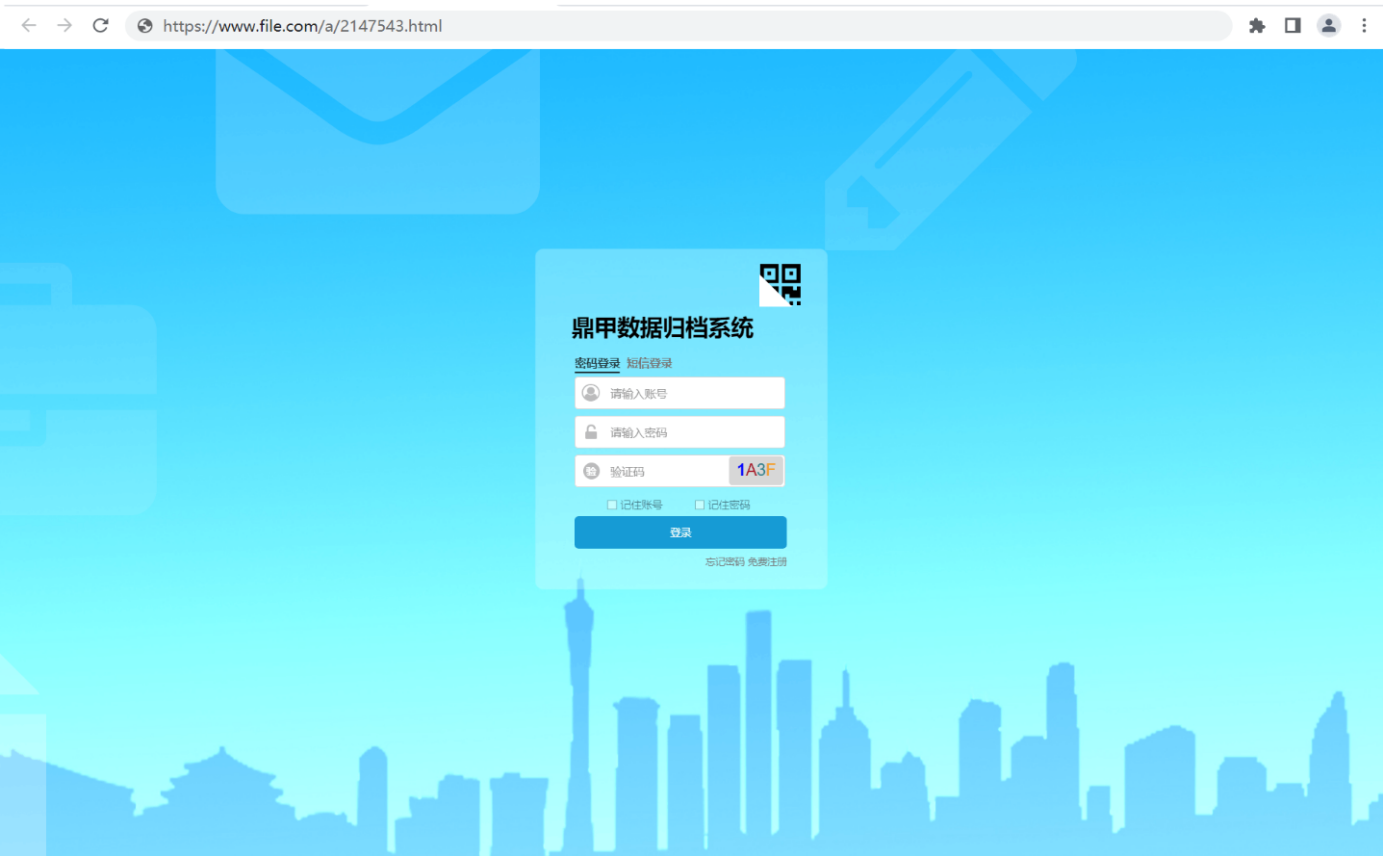 https://www.file.com/a/2147543.html
鼎甲数据归档系统
密码登录 短信登录
请输入账号
请输入密码
验 验证码 1A3F
记住账号 记住密码
登录
忘记密码 免费注册